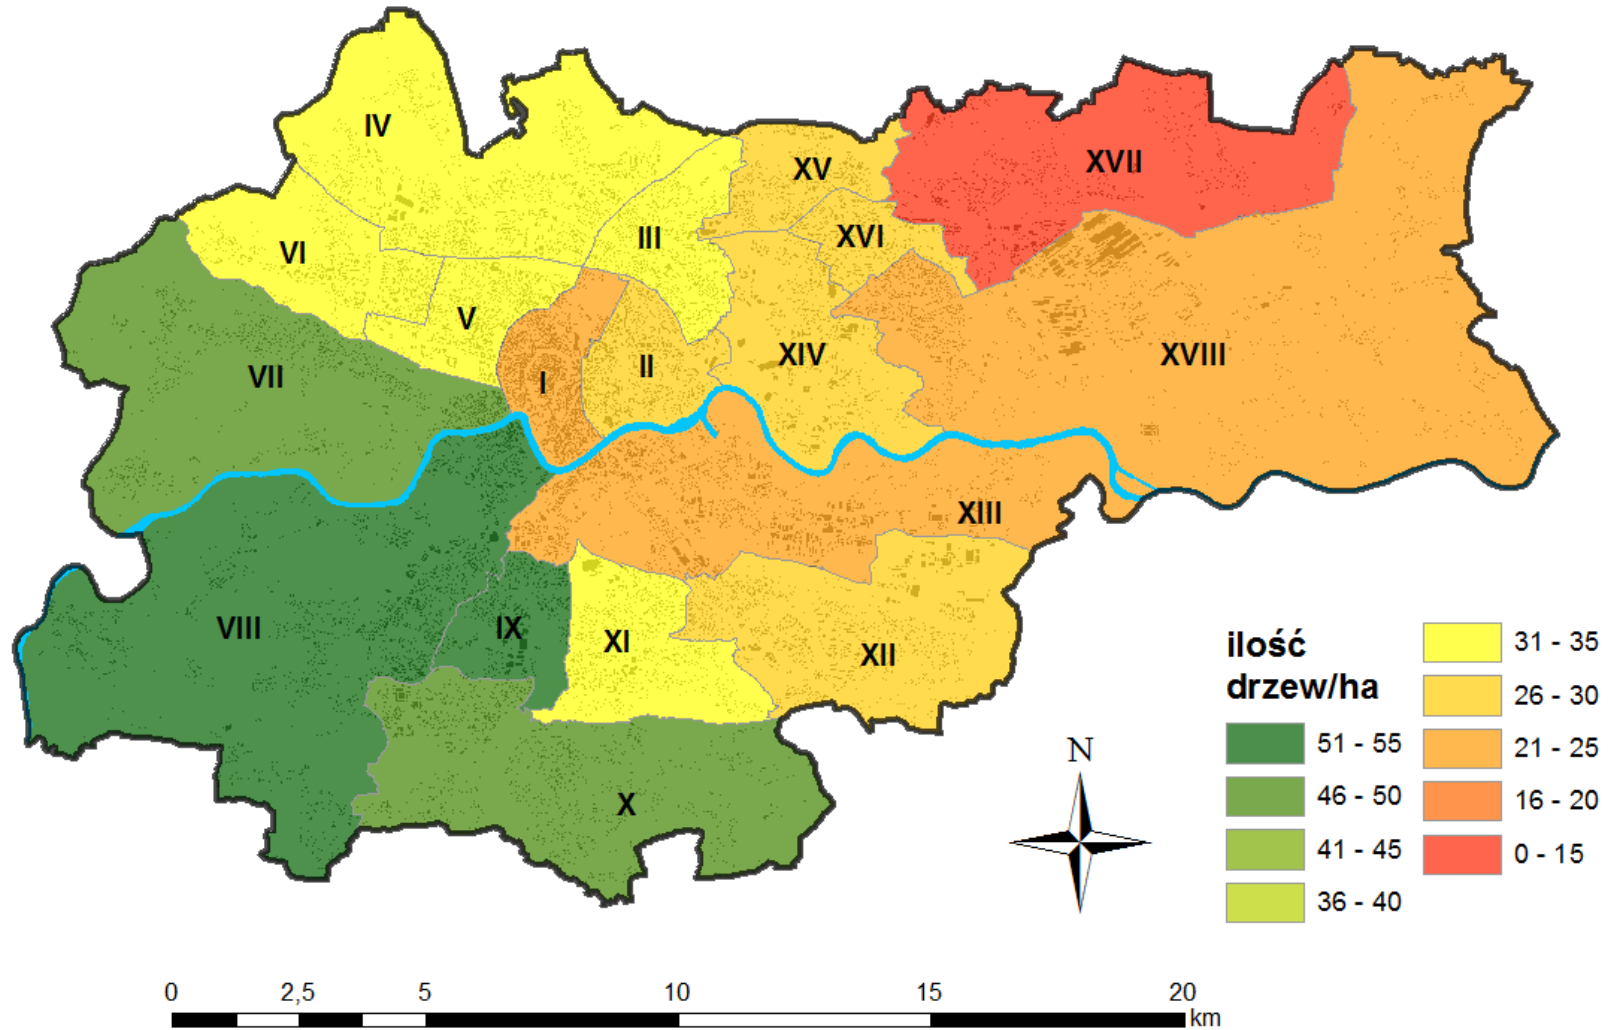 IV
XV
XVII
III
XVI
VI
V
XIV
XVIII
II
VII
I
XIII
VIII
IX
XI
XII
X
ilość
drzew/ha
51 - 55
46 - 50
41 - 45
36 - 40
31 - 35
26 - 30
21 - 25
16 - 20
0 - 15
N
0 2,5 5 10 15 20
km